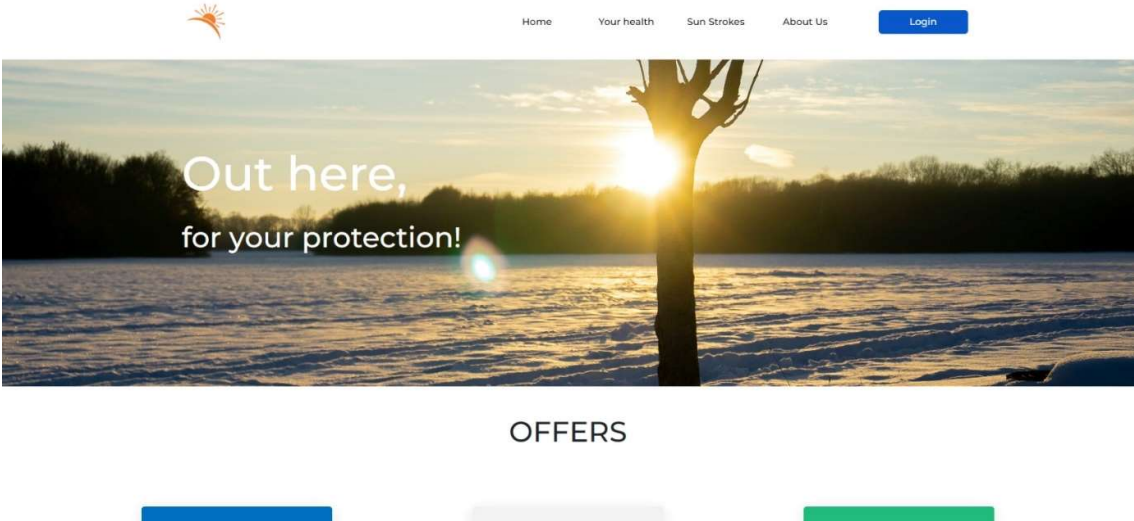 Home
Your health
Sun Strokes
About Us
Login
Out here,
for your protection!
OFFERS